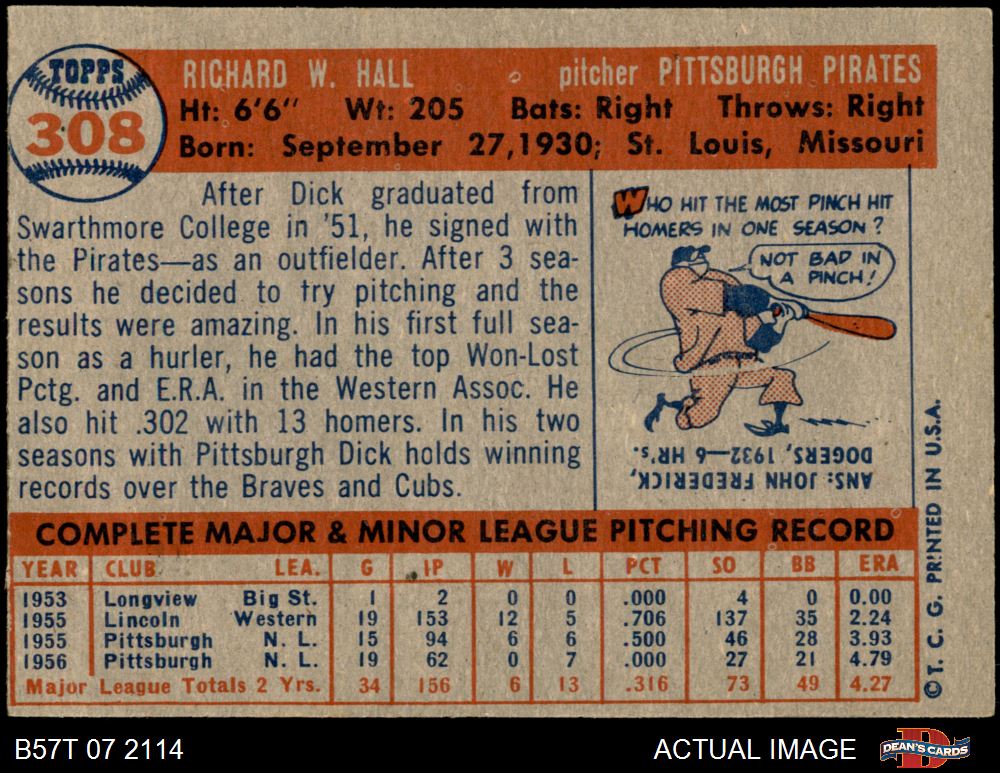 TOPPS
308
RICHARD W. HALL pitcher PITTSBURGH PIRATES
Ht: 6'6" Wt: 205 Bats: Right Throws: Right
Born: September 27, 1930; St. Louis, Missouri
After Dick graduated from
Swarthmore College in '51, he signed with
the Pirates—as an outfielder. After 3 sea-
sons he decided to try pitching and the
results were amazing. In his first full sea-
son as a hurler, he had the top Won-Lost
Pctg. and E.R.A. in the Western Assoc. He
also hit .302 with 13 homers. In his two
seasons with Pittsburgh Dick holds winning
records over the Braves and Cubs.
WHO HIT THE MOST PINCH HIT
HOMERS IN ONE SEASON?
NOT BAD IN
A PINCH!
ANS: JOHN FREDERICK,
DOGERS, 1932—6 HR's.
COMPLETE MAJOR & MINOR LEAGUE PITCHING RECORD
YEAR CLUB LEA. G IP W L PCT SO BB ERA
1953 Longview Big St. 1 2 0 0 .000 4 0 0.00
1955 Lincoln Western 19 153 12 5 .706 137 35 2.24
1955 Pittsburgh N. L. 15 94 6 6 .500 46 28 3.93
1956 Pittsburgh N. L. 19 62 0 7 .000 27 21 4.79
Major League Totals 2 Yrs. 34 156 6 13 .316 73 49 4.27
© T. C. G. PRINTED IN U.S.A.
B57T 07 2114
ACTUAL IMAGE
DEAN'S CARDS